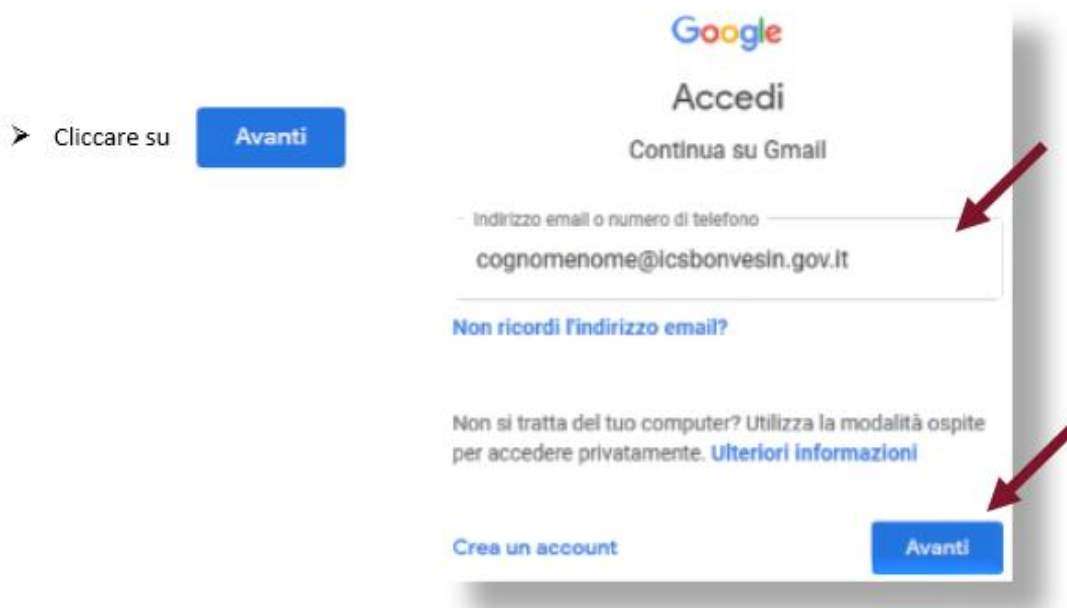 ➤ Cliccare su Avanti
Google
Accedi
Continua su Gmail
Indirizzo email o numero di telefono
cognomenome@icsbonvesin.gov.it
Non ricordi l'indirizzo email?
Non si tratta del tuo computer? Utilizza la modalità ospite
per accedere privatamente. Ulteriori informazioni
Crea un account
Avanti